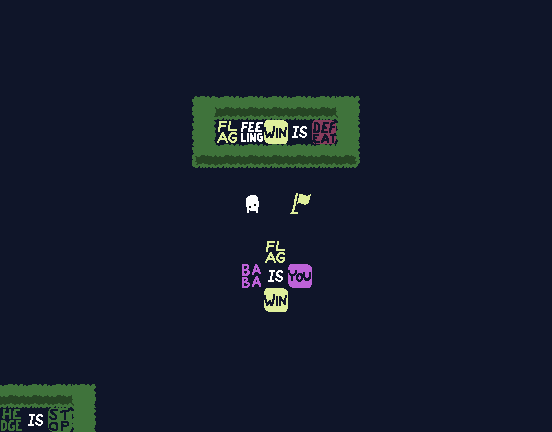 FLAG FEELING WIN IS DEFEAT
FLAG
BABA IS YOU
WIN
HEDGE IS STOP